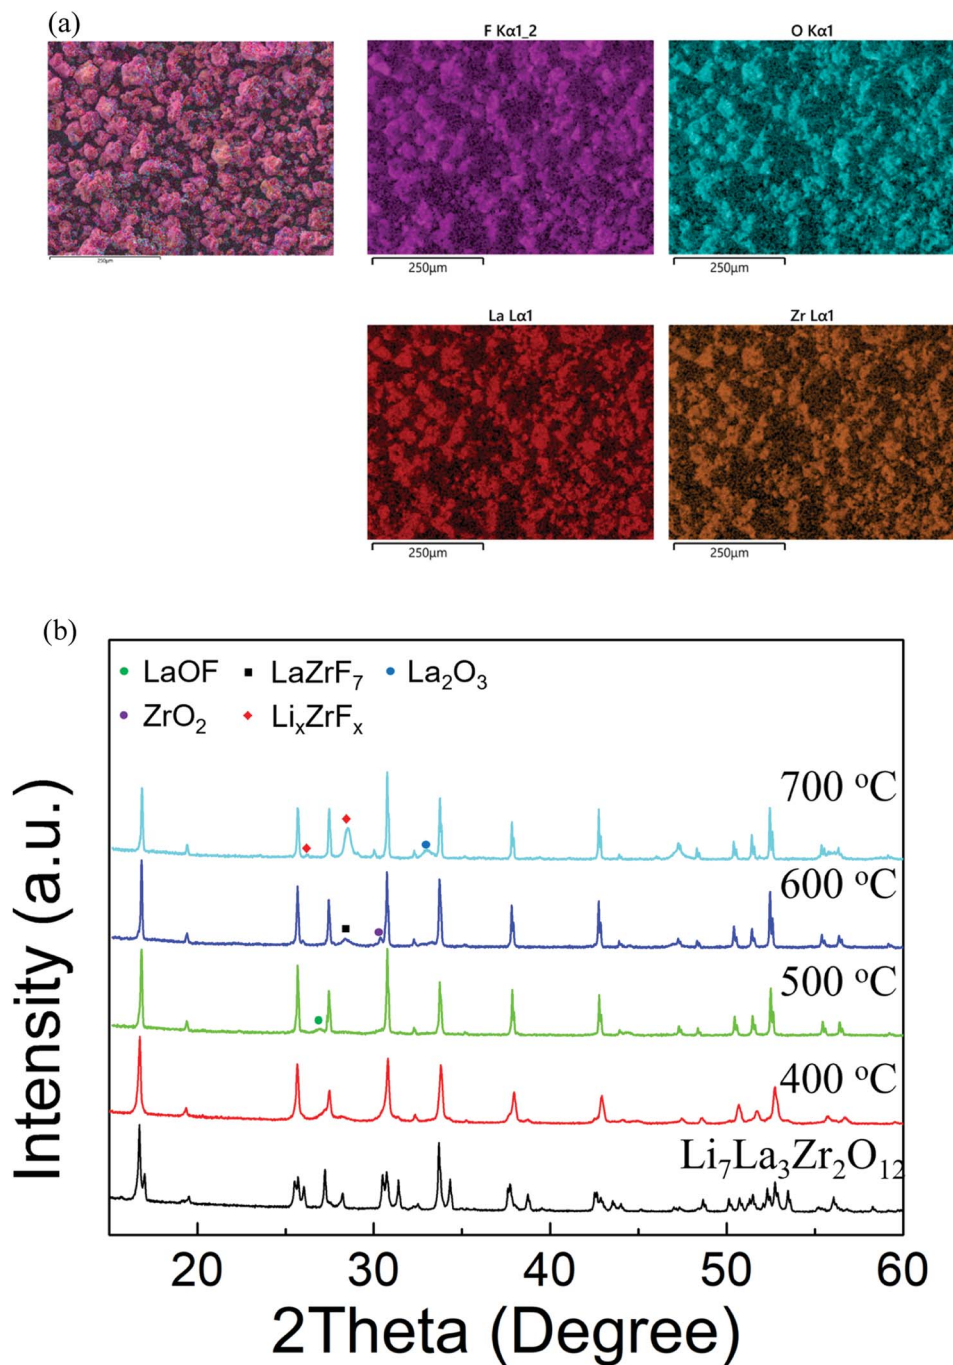 (a)
F Kα1_2
O Kα1
250μm
250μm
250μm
La Lα1
Zr Lα1
250μm
250μm
(b)
LaOF
LaZrF₇
La₂O₃
ZrO₂
LiₓZrFₓ
700 ºC
600 ºC
500 ºC
400 ºC
Li₇La₃Zr₂O₁₂
Intensity (a.u.)
20 30 40 50 60
2Theta (Degree)